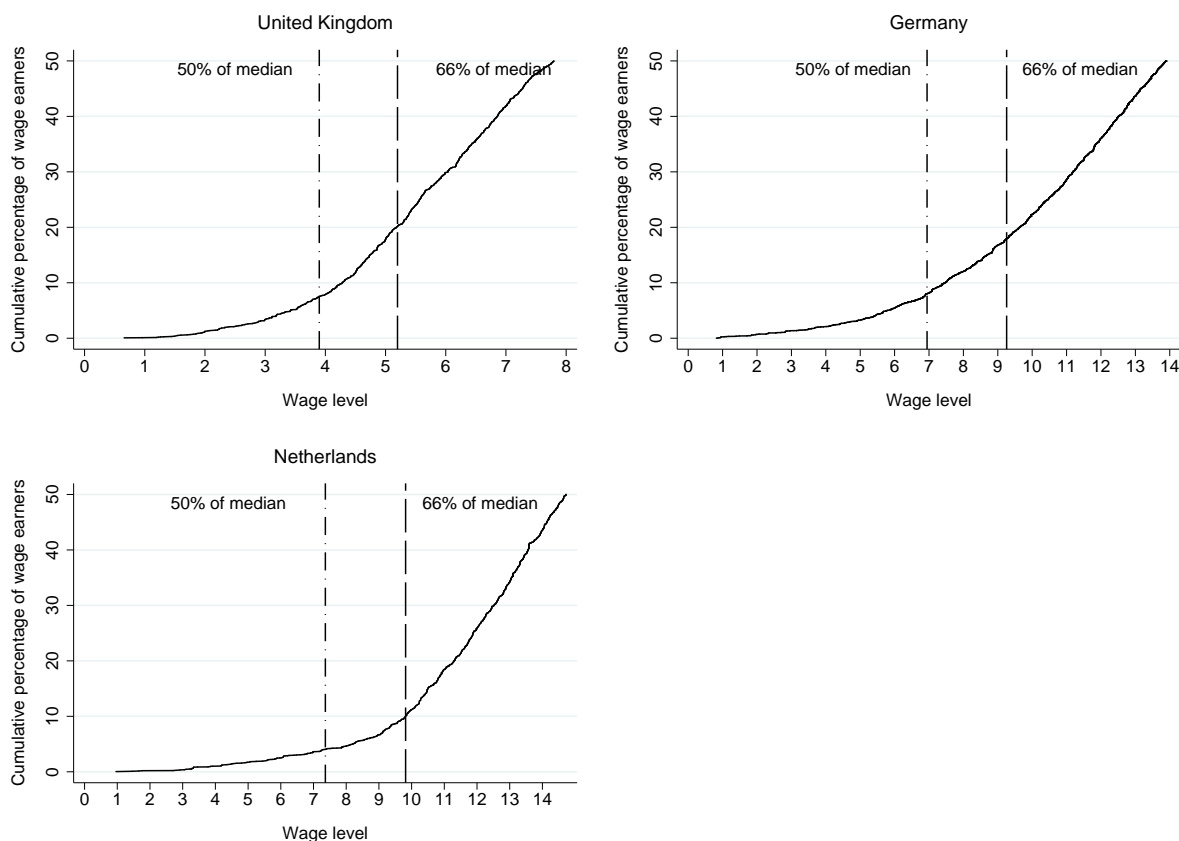 United Kingdom
50% of median
66% of median
Cumulative percentage of wage earners
50
40
30
20
10
0
0 1 2 3 4 5 6 7 8
Wage level
Germany
50% of median
66% of median
Cumulative percentage of wage earners
50
40
30
20
10
0
0 1 2 3 4 5 6 7 8 9 10 11 12 13 14
Wage level
Netherlands
50% of median
66% of median
Cumulative percentage of wage earners
50
40
30
20
10
0
0 1 2 3 4 5 6 7 8 9 10 11 12 13 14
Wage level